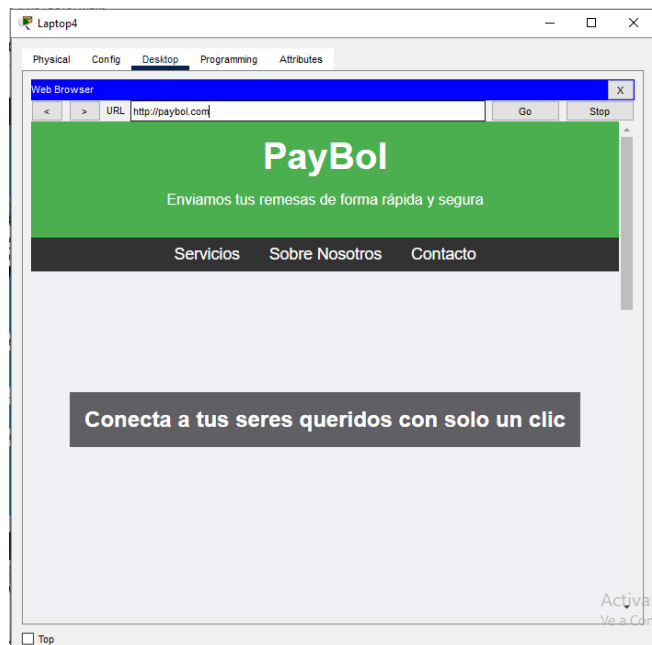 Laptop4
Physical Config Desktop Programming Attributes
Web Browser X
< > URL http://paybol.com Go Stop
PayBol
Enviamos tus remesas de forma rápida y segura
Servicios Sobre Nosotros Contacto
Conecta a tus seres queridos con solo un clic
Ve a
Top